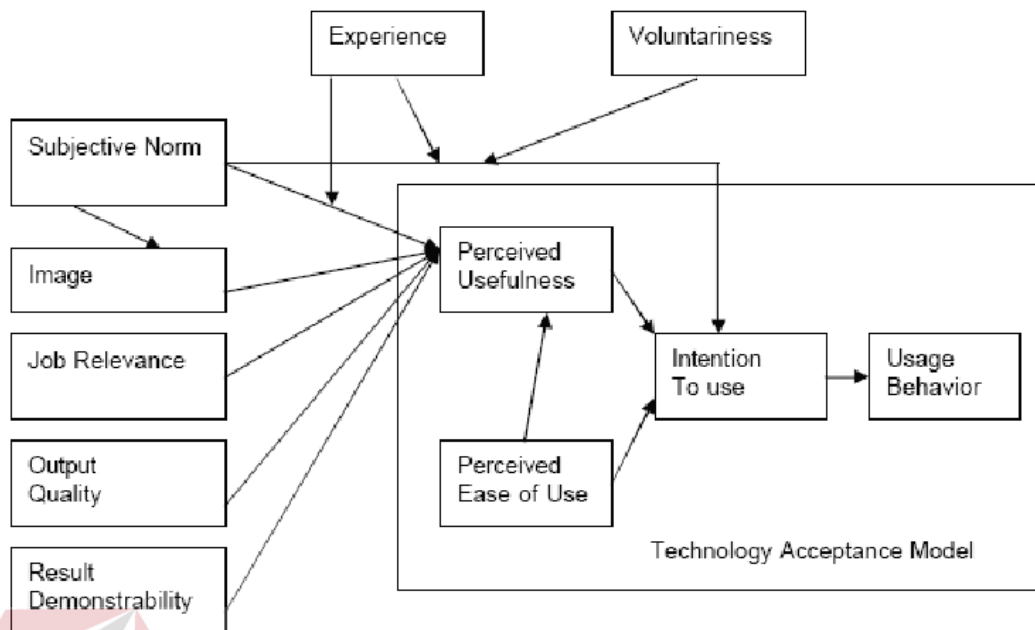 Experience
Voluntariness
Subjective Norm
Image
Perceived
Usefulness
Job Relevance
Intention
To use
Usage
Behavior
Output
Quality
Perceived
Ease of Use
Technology Acceptance Model
Result
Demonstrability